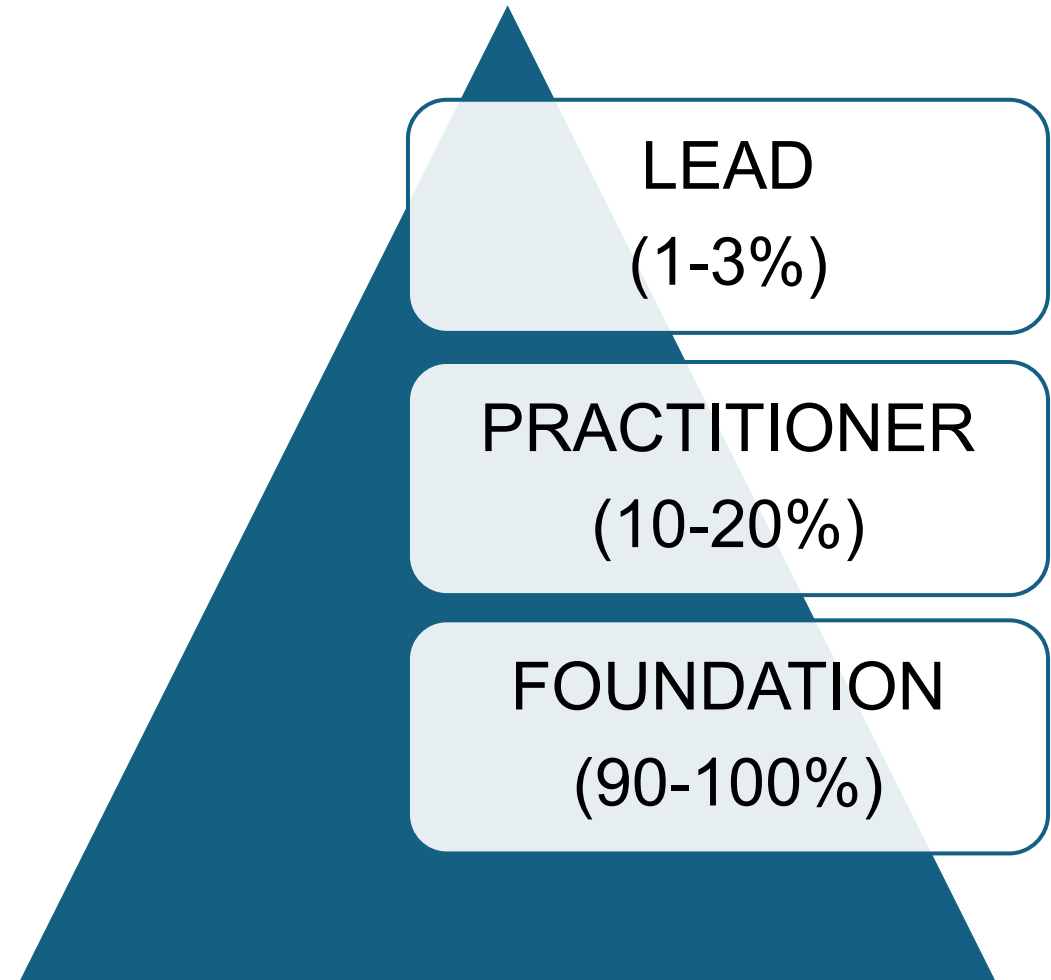 LEAD
(1-3%)
PRACTITIONER
(10-20%)
FOUNDATION
(90-100%)